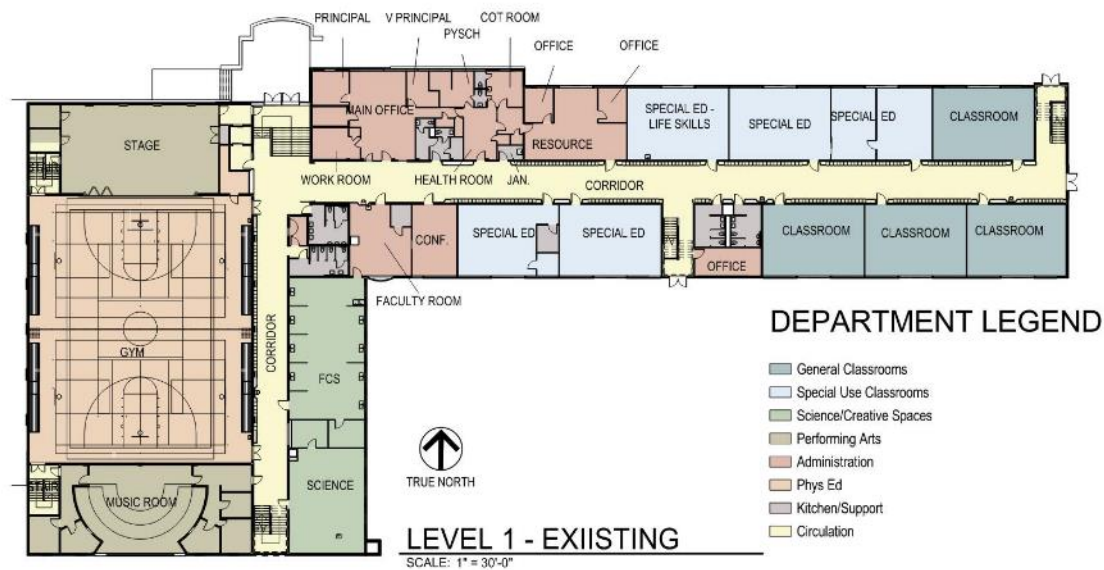 PRINCIPAL
V PRINCIPAL
PYSCH
COT ROOM
OFFICE
OFFICE
MAIN OFFICE
STAGE
SPECIAL ED -
LIFE SKILLS
SPECIAL ED
SPECIAL ED
CLASSROOM
RESOURCE
WORK ROOM
HEALTH ROOM
JAN.
CORRIDOR
CONF.
SPECIAL ED
SPECIAL ED
OFFICE
CLASSROOM
CLASSROOM
CLASSROOM
FACULTY ROOM
GYM
CORRIDOR
FCS
SCIENCE
STAIR
MUSIC ROOM
TRUE NORTH
LEVEL 1 - EXIISTING
SCALE: 1" = 30'-0"
DEPARTMENT LEGEND
General Classrooms
Special Use Classrooms
Science/Creative Spaces
Performing Arts
Administration
Phys Ed
Kitchen/Support
Circulation